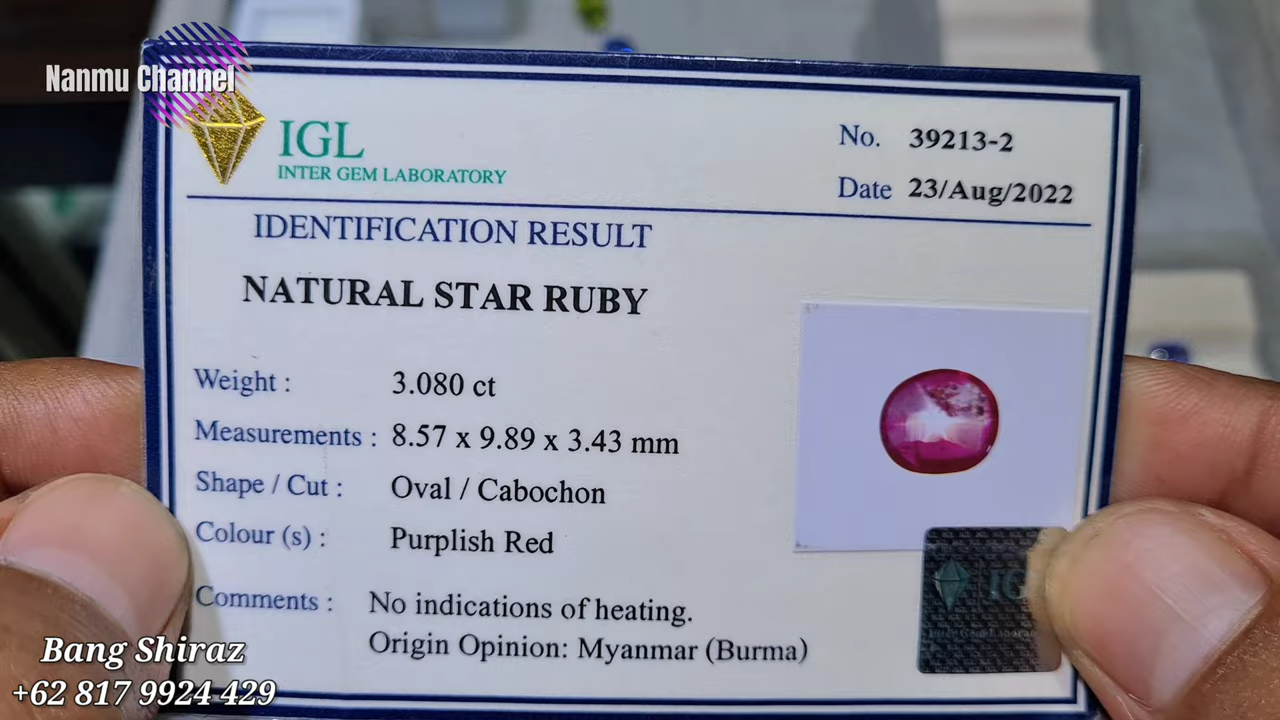 Nanmu Channel
IGL
INTER GEM LABORATORY
No. 39213-2
Date 23/Aug/2022
IDENTIFICATION RESULT
NATURAL STAR RUBY
Weight : 3.080 ct
Measurements : 8.57 x 9.89 x 3.43 mm
Shape / Cut : Oval / Cabochon
Colour (s) : Purplish Red
Comments : No indications of heating.
Origin Opinion: Myanmar (Burma)
Bang Shiraz
+62 817 9924 429